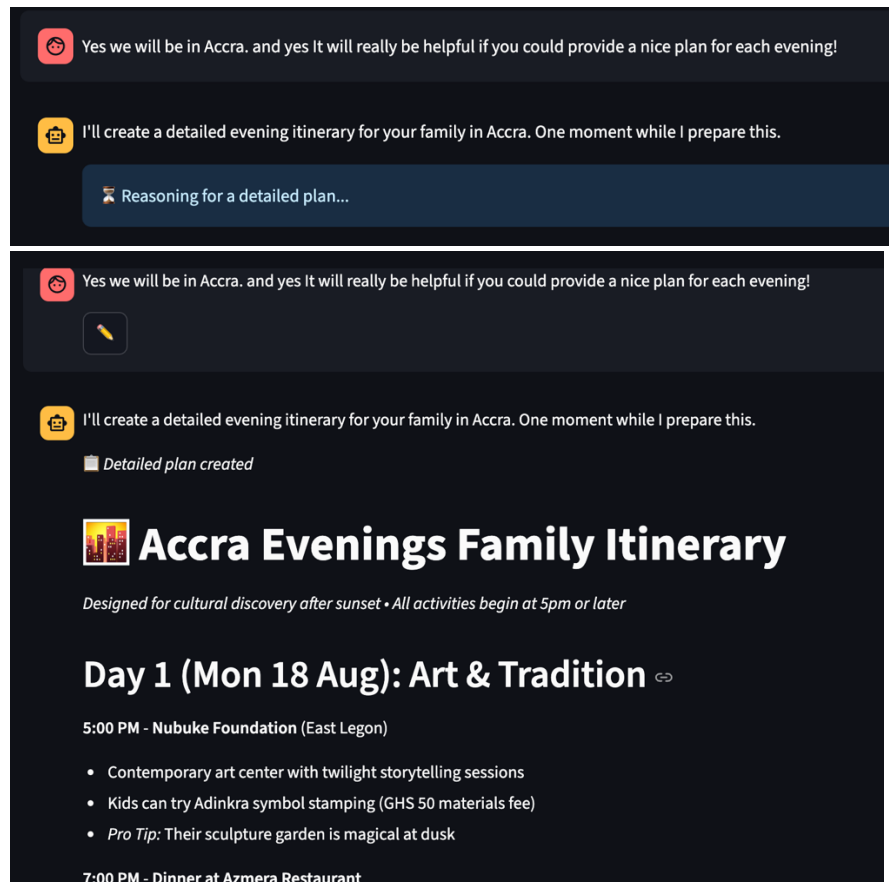 Yes we will be in Accra. and yes It will really be helpful if you could provide a nice plan for each evening!
I'll create a detailed evening itinerary for your family in Accra. One moment while I prepare this.
⏳ Reasoning for a detailed plan...
Yes we will be in Accra. and yes It will really be helpful if you could provide a nice plan for each evening!
I'll create a detailed evening itinerary for your family in Accra. One moment while I prepare this.
📋 Detailed plan created
🌇 Accra Evenings Family Itinerary
Designed for cultural discovery after sunset • All activities begin at 5pm or later
Day 1 (Mon 18 Aug): Art & Tradition
5:00 PM - Nubuke Foundation (East Legon)
• Contemporary art center with twilight storytelling sessions
• Kids can try Adinkra symbol stamping (GHS 50 materials fee)
• Pro Tip: Their sculpture garden is magical at dusk
7:00 PM - Dinner at Azmera Restaurant